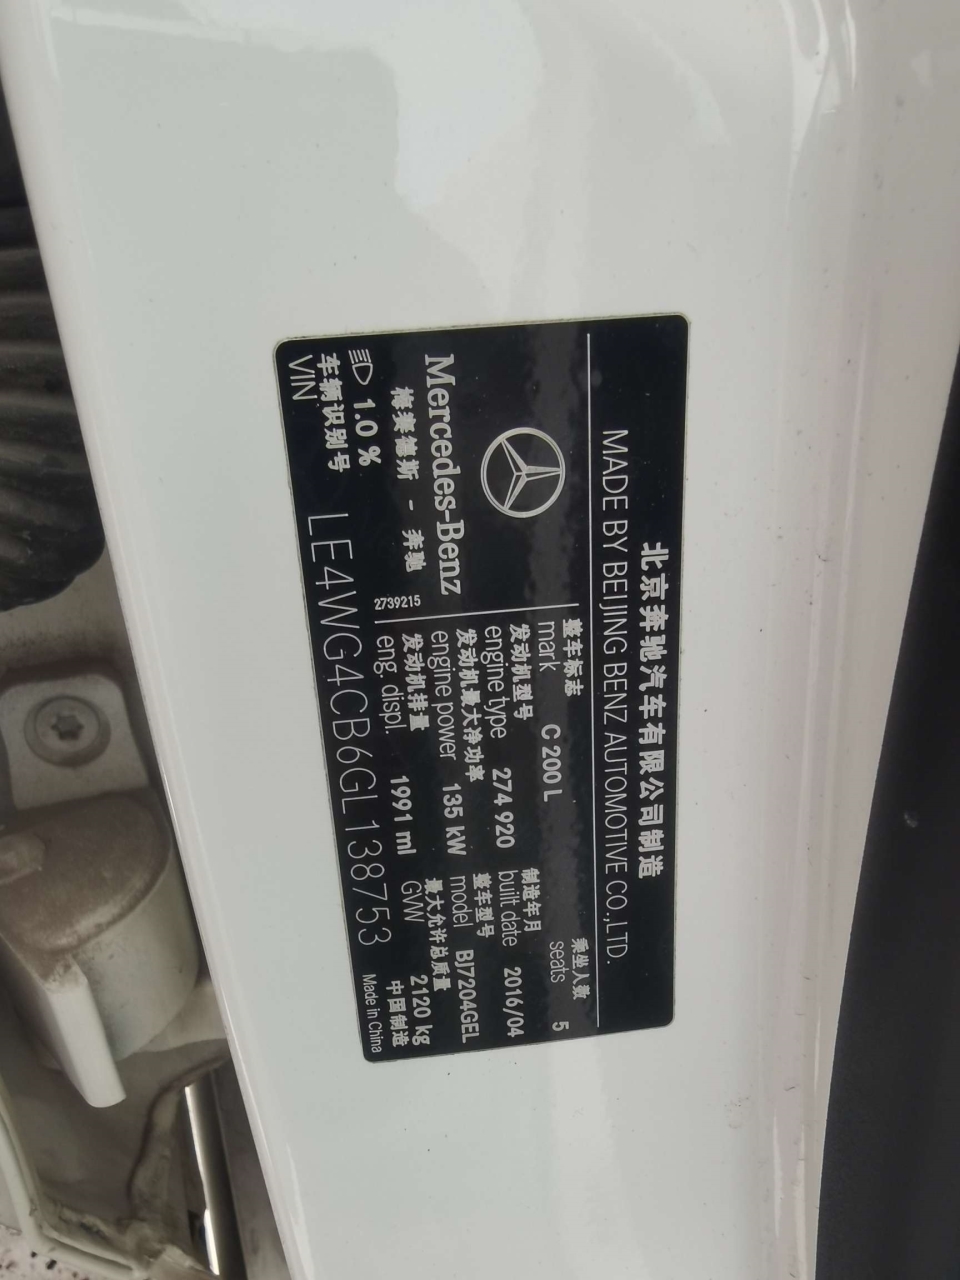 北京奔驰汽车有限公司制造
MADE BY BEIJING BENZ AUTOMOTIVE CO.,LTD.
Mercedes-Benz
梅赛德斯 - 奔驰
1.0 %
2739215
整车标志
mark C 200 L
乘坐人数
seats 5
发动机型号
engine type 274 920
制造年月
built date 2016/04
发动机最大净功率
engine power 135 kW
整车型号
model BJ7204GEL
发动机排量
eng. displ. 1991 ml
最大允许总质量
GVW 2120 kg
车辆识别号
VIN LE4WG4CB6GL138753
中国制造
Made in China